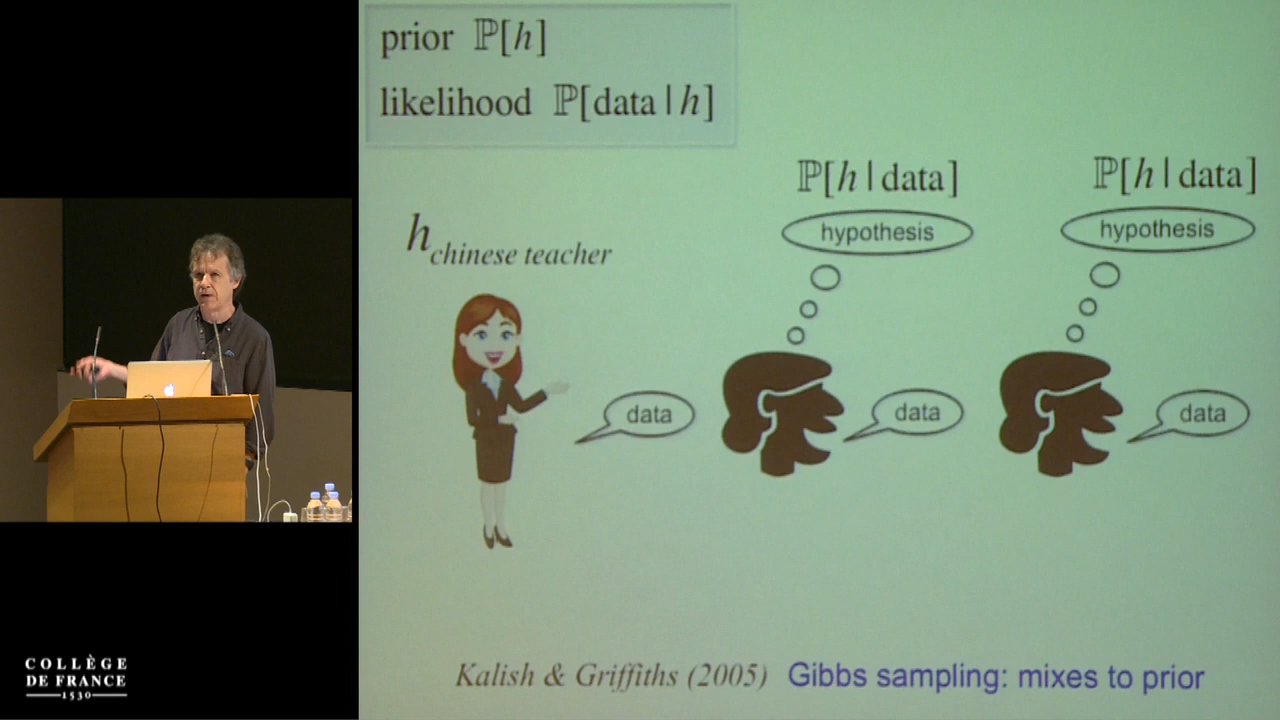 prior ℙ[h]
likelihood ℙ[data | h]
ℙ[h | data]
ℙ[h | data]
hypothesis
hypothesis
h chinese teacher
data
data
data
Kalish & Griffiths (2005) Gibbs sampling: mixes to prior
COLLÈGE
DE FRANCE
1530